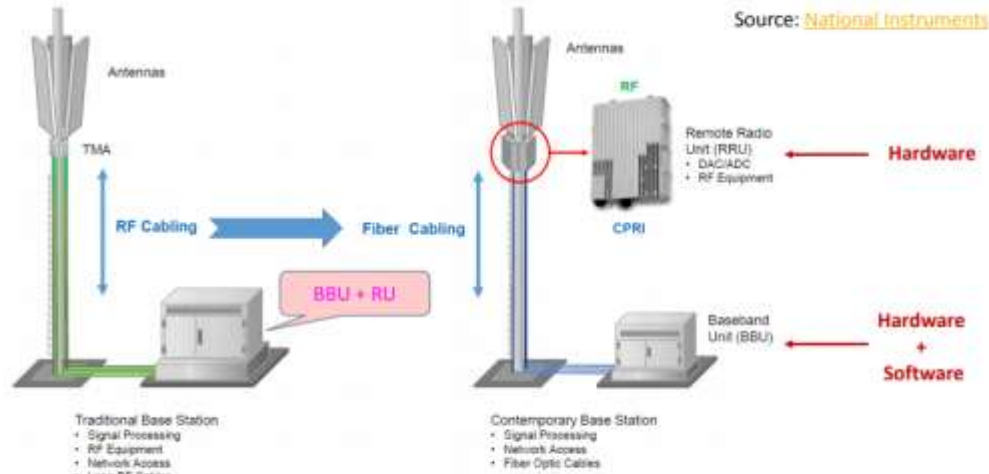 Source: National Instruments
Antennas
TMA
RF Cabling
BBU + RU
Traditional Base Station
• Signal Processing
• RF Equipment
• Network Access
Antennas
RF
Remote Radio
Unit (RRU)
• DAC/ADC
• RF Equipment
Hardware
Fiber Cabling
CPRI
Baseband
Unit (BBU)
Hardware
+
Software
Contemporary Base Station
• Signal Processing
• Network Access
• Fiber Optic Cables